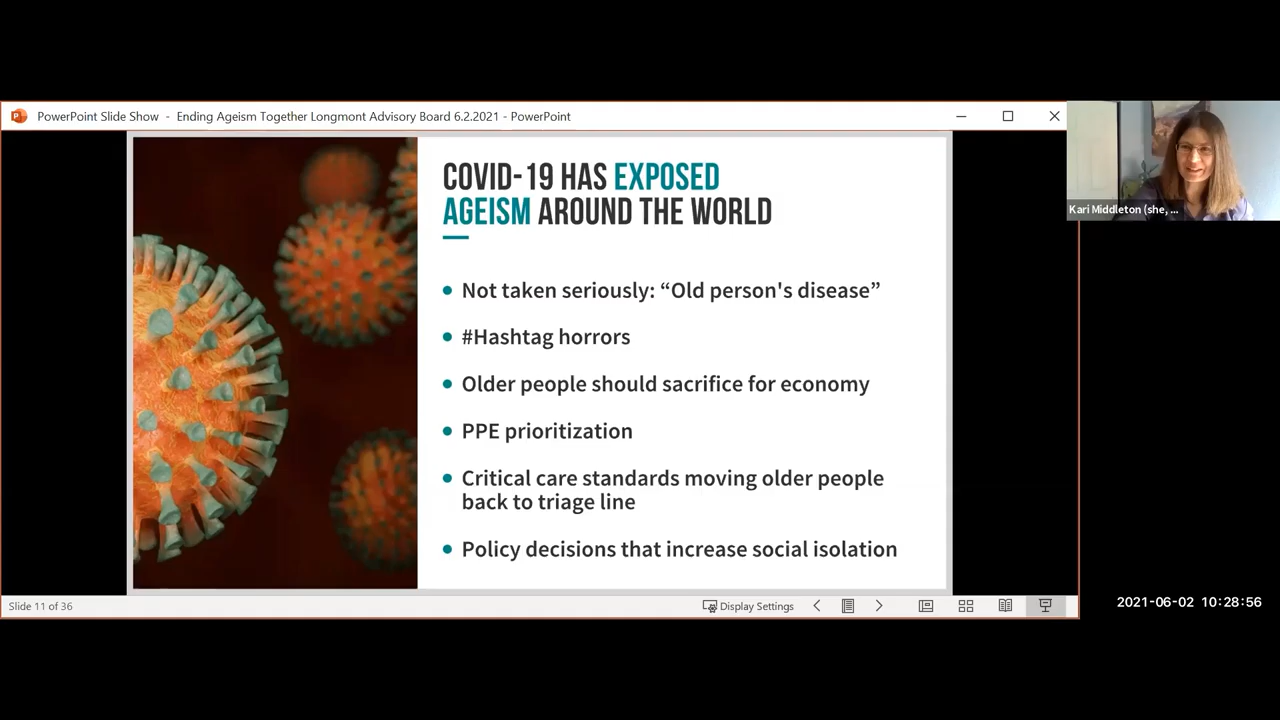 PowerPoint Slide Show - Ending Ageism Together Longmont Advisory Board 6.2.2021 - PowerPoint
Kari Middleton (she, ...
COVID-19 HAS EXPOSED
AGEISM AROUND THE WORLD
Not taken seriously: “Old person's disease”
#Hashtag horrors
Older people should sacrifice for economy
PPE prioritization
Critical care standards moving older people
back to triage line
Policy decisions that increase social isolation
Slide 11 of 36
Display Settings
2021-06-02 10:28:56